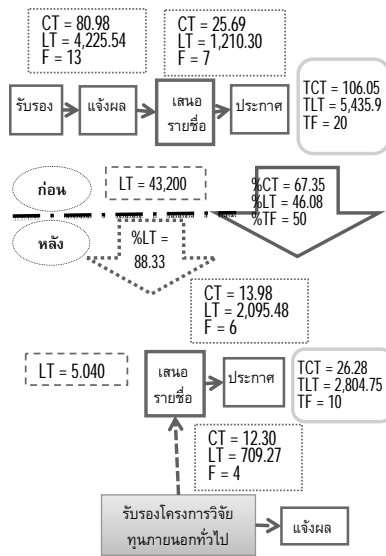 CT = 80.98
LT = 4,225.54
F = 13
CT = 25.69
LT = 1,210.30
F = 7
รับรอง
แจ้งผล
เสนอ
รายชื่อ
ประกาศ
TCT = 106.05
TLT = 5,435.9
TF = 20
ก่อน
LT = 43,200
%CT = 67.35
%LT = 46.08
%TF = 50
หลัง
%LT =
88.33
CT = 13.98
LT = 2,095.48
F = 6
LT = 5.040
เสนอ
รายชื่อ
ประกาศ
TCT = 26.28
TLT = 2,804.75
TF = 10
CT = 12.30
LT = 709.27
F = 4
รับรองโครงการวิจัย
ทุนภายนอกทั่วไป
แจ้งผล